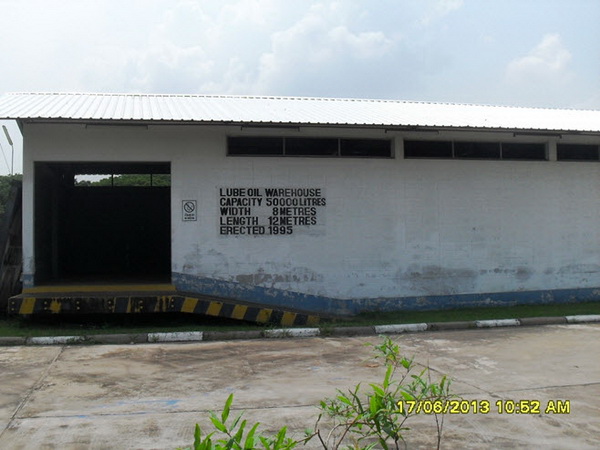 LUBE OIL WAREHOUSE
CAPACITY 50000 LITRES
WIDTH 8 METRES
LENGTH 12 METRES
ERECTED 1995
17/06/2013 10:52 AM